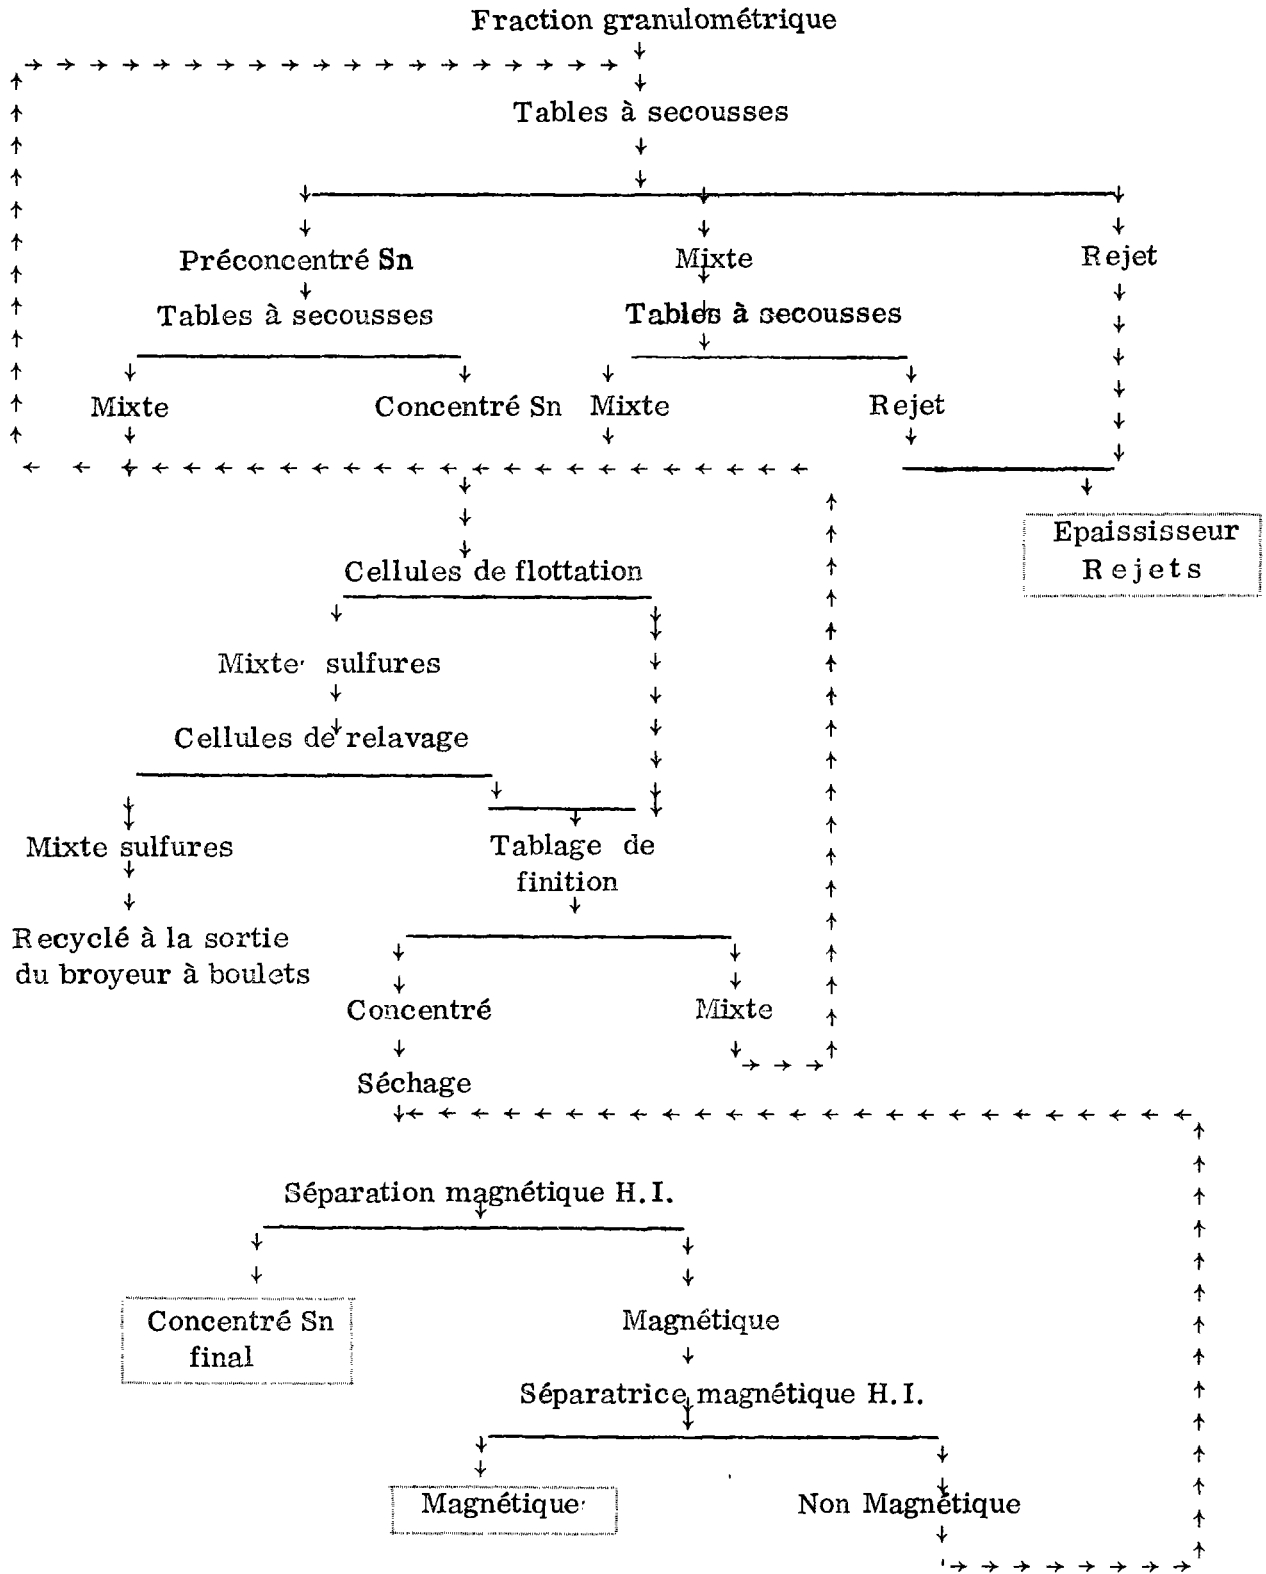 Fraction granulométrique
Tables à secousses
Préconcentré Sn
Mixte
Rejet
Tables à secousses
Tables à secousses
Mixte
Concentré Sn
Mixte
Rejet
Epaississeur
Rejets
Cellules de flottation
Mixte sulfures
Cellules de relavage
Mixte sulfures
Tablage de
finition
Recyclé à la sortie
du broyeur à boulets
Concentré
Mixte
Séchage
Séparation magnétique H.I.
Concentré Sn
final
Magnétique
Séparatrice magnétique H.I.
Magnétique
Non Magnétique